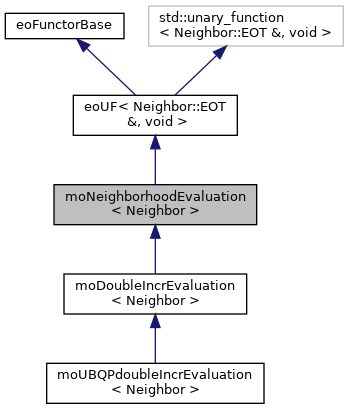 eoFunctorBase
std::unary_function
< Neighbor::EOT &, void >
eoUF< Neighbor::EOT
&, void >
moNeighborhoodEvaluation
< Neighbor >
moDoubleIncrEvaluation
< Neighbor >
moUBQPdoubleIncrEvaluation
< Neighbor >